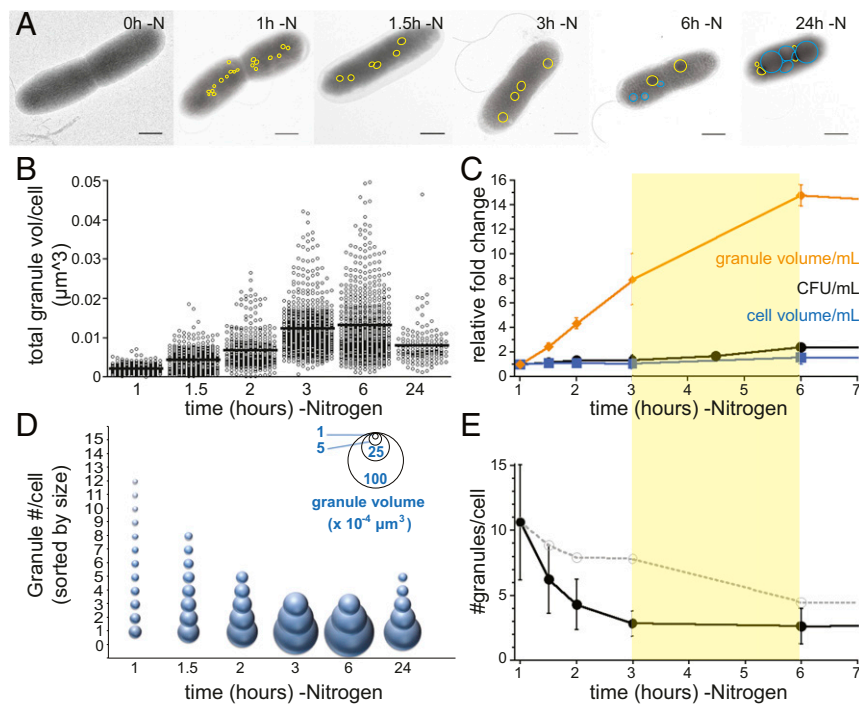 A
0h -N
1h -N
1.5h -N
3h -N
6h -N
24h -N
B
total granule vol/cell
(µm^3)
0.05
0.04
0.03
0.02
0.01
0
1
1.5
2
3
6
24
time (hours) -Nitrogen
C
relative fold change
16
14
12
10
8
6
4
2
0
granule volume/mL
CFU/mL
cell volume/mL
1
2
3
4
5
6
7
time (hours) -Nitrogen
D
Granule #/cell
(sorted by size)
15
14
13
12
11
10
9
8
7
6
5
4
3
2
1
0
1
5
25
100
granule volume
(x 10⁻⁴ µm³)
1
1.5
2
3
6
24
time (hours) -Nitrogen
E
#granules/cell
15
10
5
0
1
2
3
4
5
6
7
time (hours) -Nitrogen